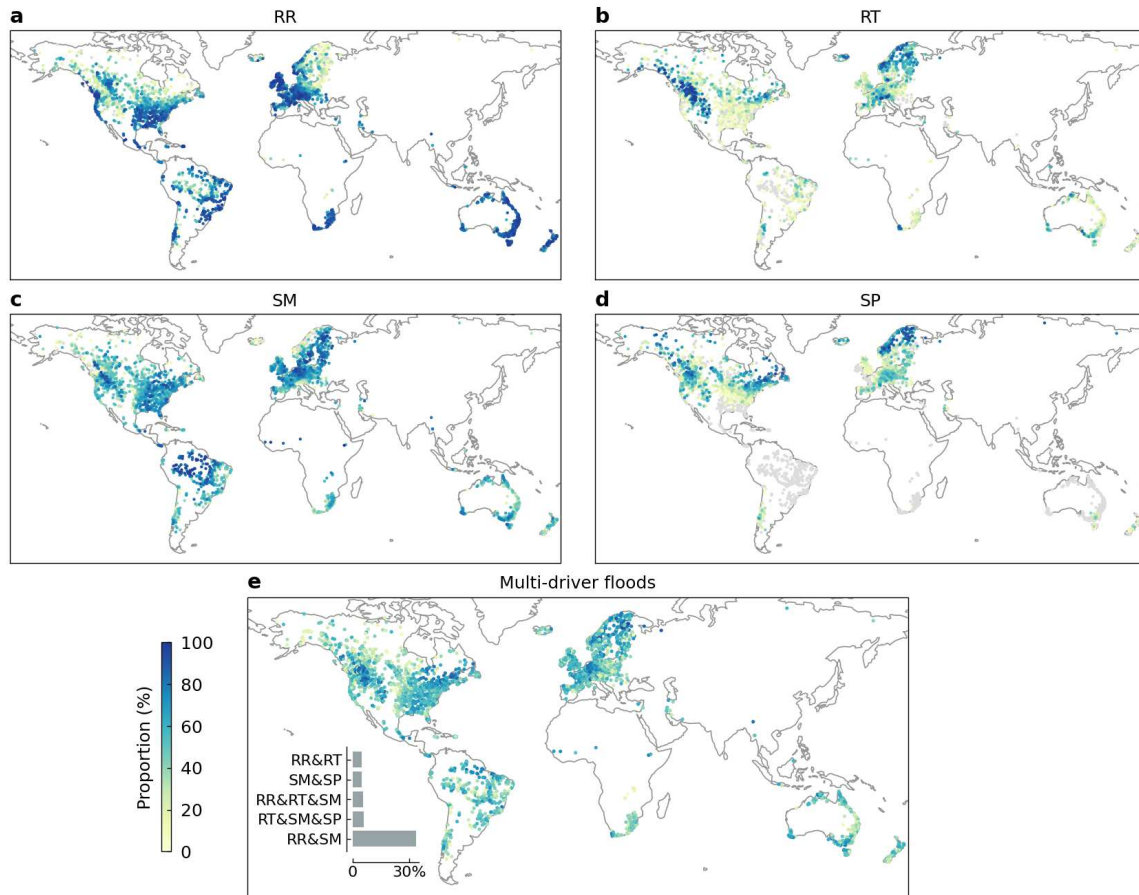 a RR
b RT
c SM
d SP
e Multi-driver floods
Proportion (%)
100
80
60
40
20
0
RR&RT
SM&SP
RR&RT&SM
RT&SM&SP
RR&SM
0 30%